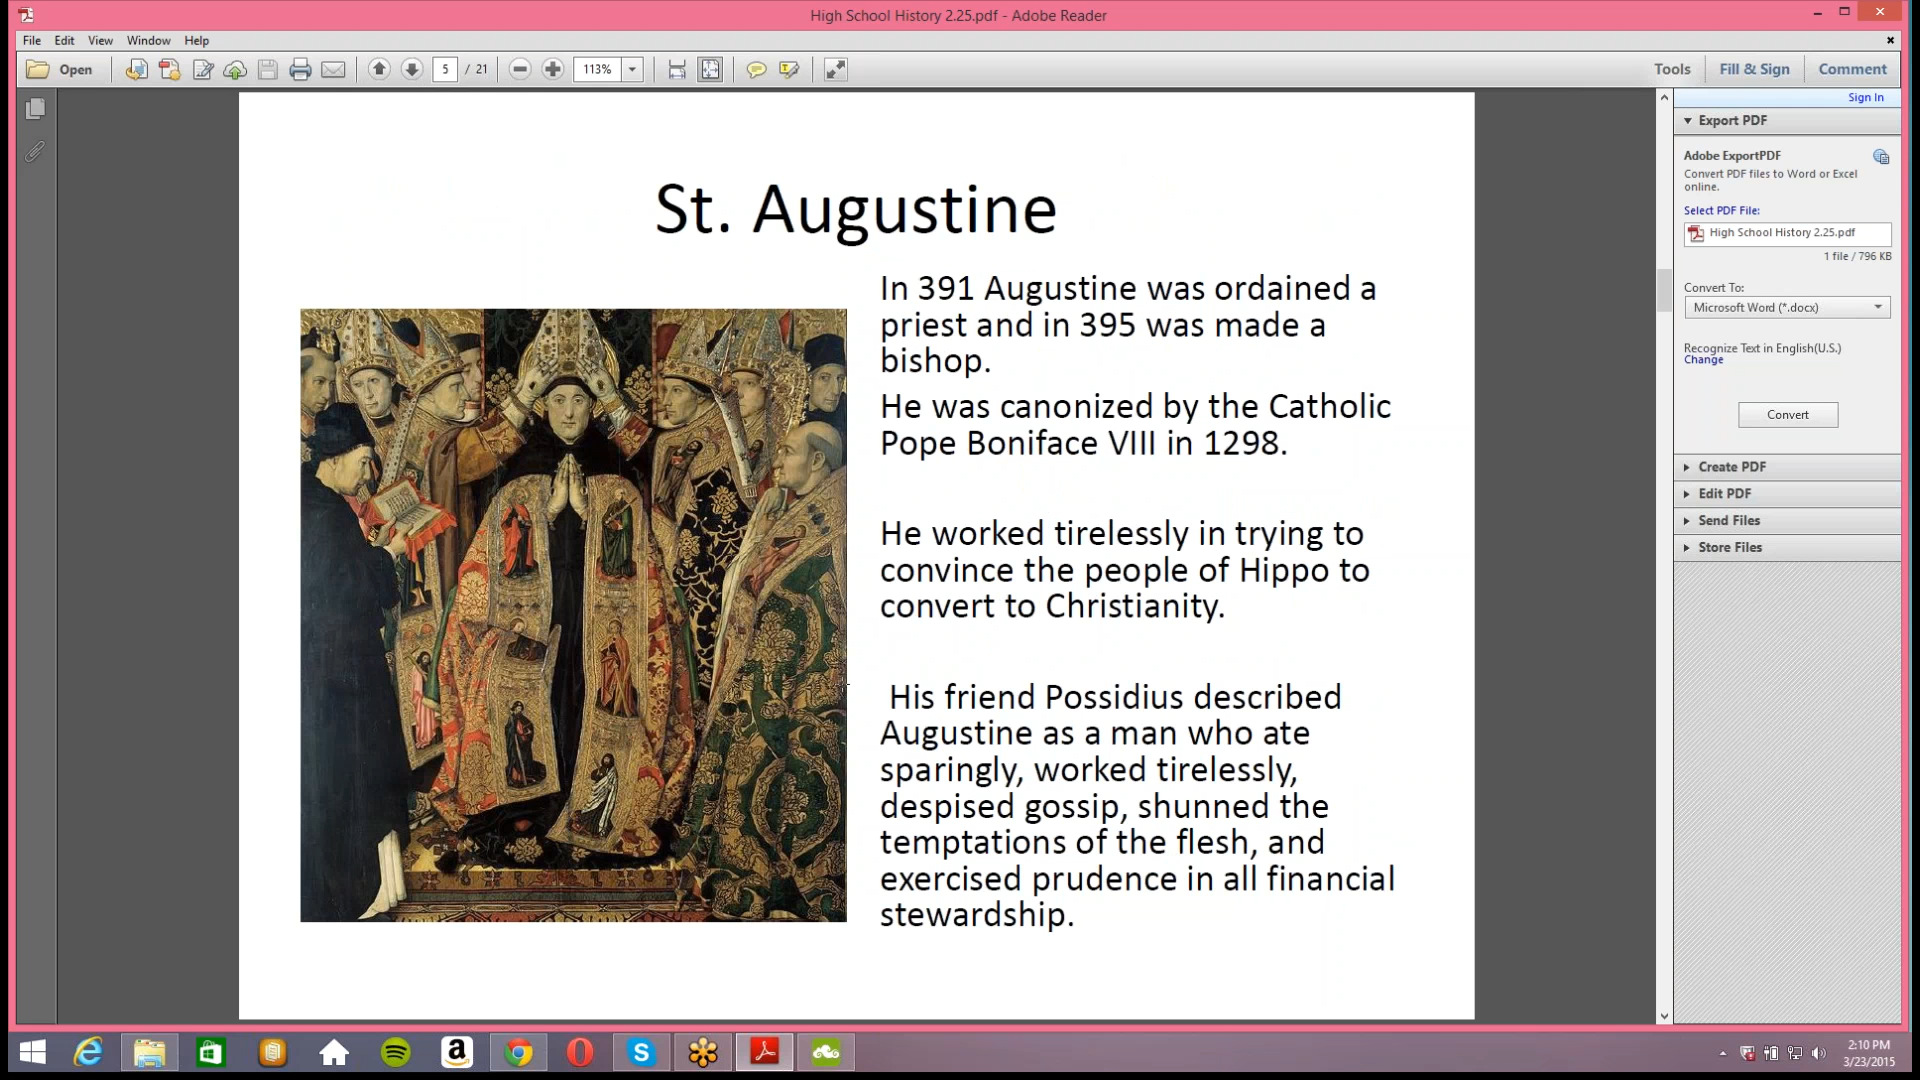 High School History 2.25.pdf - Adobe Reader
File Edit View Window Help
Open 5 / 21 113% Tools Fill & Sign Comment
Sign In
Export PDF
Adobe ExportPDF
Convert PDF files to Word or Excel
online.
Select PDF File:
High School History 2.25.pdf
1 file / 796 KB
Convert To:
Microsoft Word (*.docx)
Recognize Text in English(U.S.)
Change
Convert
Create PDF
Edit PDF
Send Files
Store Files
St. Augustine
In 391 Augustine was ordained a
priest and in 395 was made a
bishop.
He was canonized by the Catholic
Pope Boniface VIII in 1298.
He worked tirelessly in trying to
convince the people of Hippo to
convert to Christianity.
His friend Possidius described
Augustine as a man who ate
sparingly, worked tirelessly,
despised gossip, shunned the
temptations of the flesh, and
exercised prudence in all financial
stewardship.
2:10 PM
3/23/2015